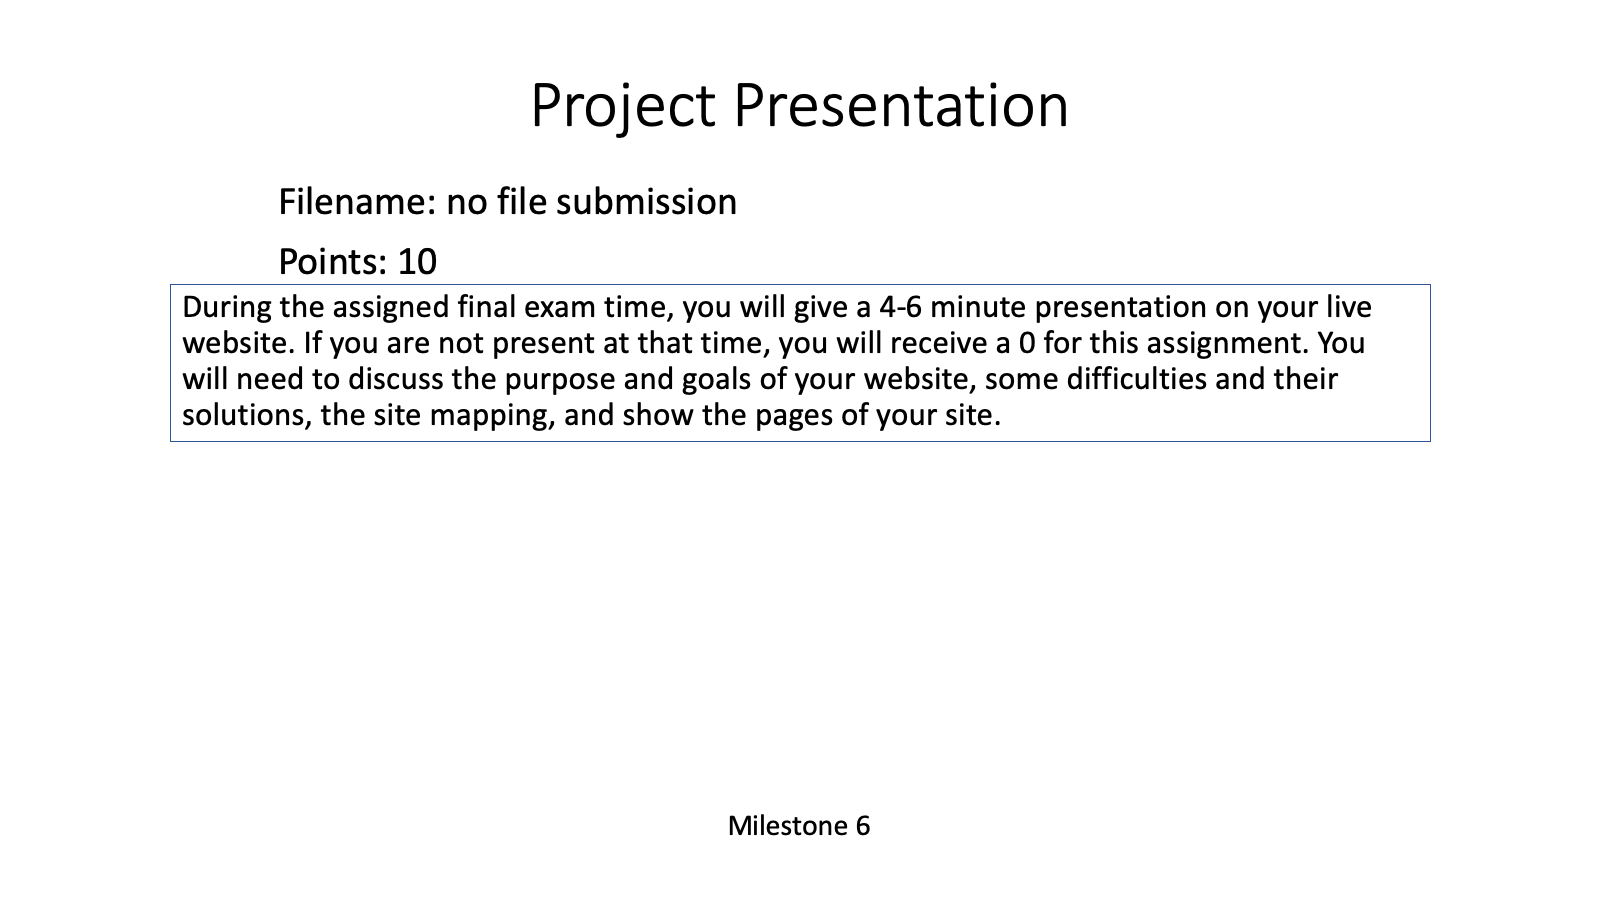 Project Presentation
Filename: no file submission
Points: 10
During the assigned final exam time, you will give a 4-6 minute presentation on your live
website. If you are not present at that time, you will receive a 0 for this assignment. You
will need to discuss the purpose and goals of your website, some difficulties and their
solutions, the site mapping, and show the pages of your site.
Milestone 6